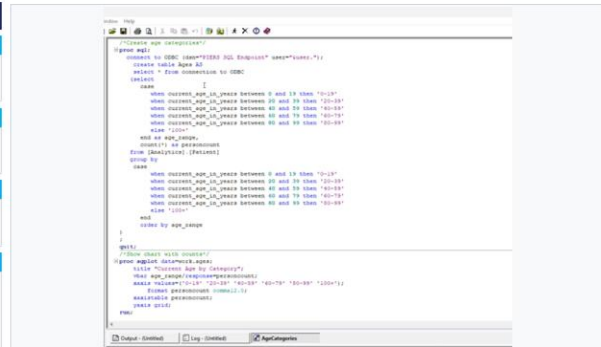 Window Help
/*Create age categories*/
proc sql;
connect to ODBC (dsn="VIERS SQL Endpoint" user="&user.");
create table Ages AS
select * from connection to ODBC
(select
case
when current_age_in_years between 0 and 19 then '0-19'
when current_age_in_years between 20 and 39 then '20-39'
when current_age_in_years between 40 and 59 then '40-59'
when current_age_in_years between 60 and 79 then '60-79'
when current_age_in_years between 80 and 99 then '80-99'
else '100+'
end as age_range,
count(*) as personcount
from [Analytics].[Patient]
group by
case
when current_age_in_years between 0 and 19 then '0-19'
when current_age_in_years between 20 and 39 then '20-39'
when current_age_in_years between 40 and 59 then '40-59'
when current_age_in_years between 60 and 79 then '60-79'
when current_age_in_years between 80 and 99 then '80-99'
else '100+'
end
order by age_range
)
;
quit;
/*Show chart with counts*/
proc sgplot data=work.ages;
title "Current Age by Category";
vbar age_range/response=personcount;
xaxis values=('0-19' '20-39' '40-59' '60-79' '80-99' '100+');
format personcount comma12.0;
xaxistable personcount;
yaxis grid;
run;
Output - (Untitled) Log - (Untitled) AgeCategories